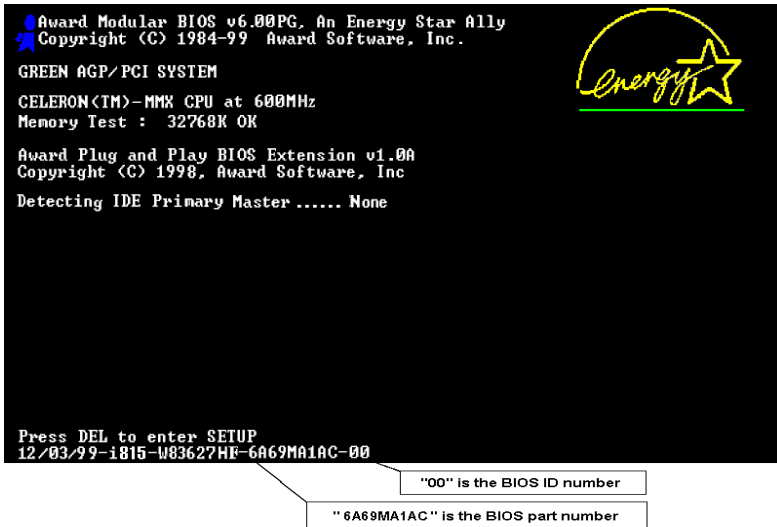 Award Modular BIOS v6.00PG, An Energy Star Ally
Copyright (C) 1984-99 Award Software, Inc.
energy
GREEN AGP/PCI SYSTEM
CELERON(TM)-MMX CPU at 600MHz
Memory Test : 32768K OK
Award Plug and Play BIOS Extension v1.0A
Copyright (C) 1998, Award Software, Inc
Detecting IDE Primary Master ...... None
Press DEL to enter SETUP
12/03/99-i815-W83627HF-6A69MA1AC-00
"00" is the BIOS ID number
"6A69MA1AC" is the BIOS part number